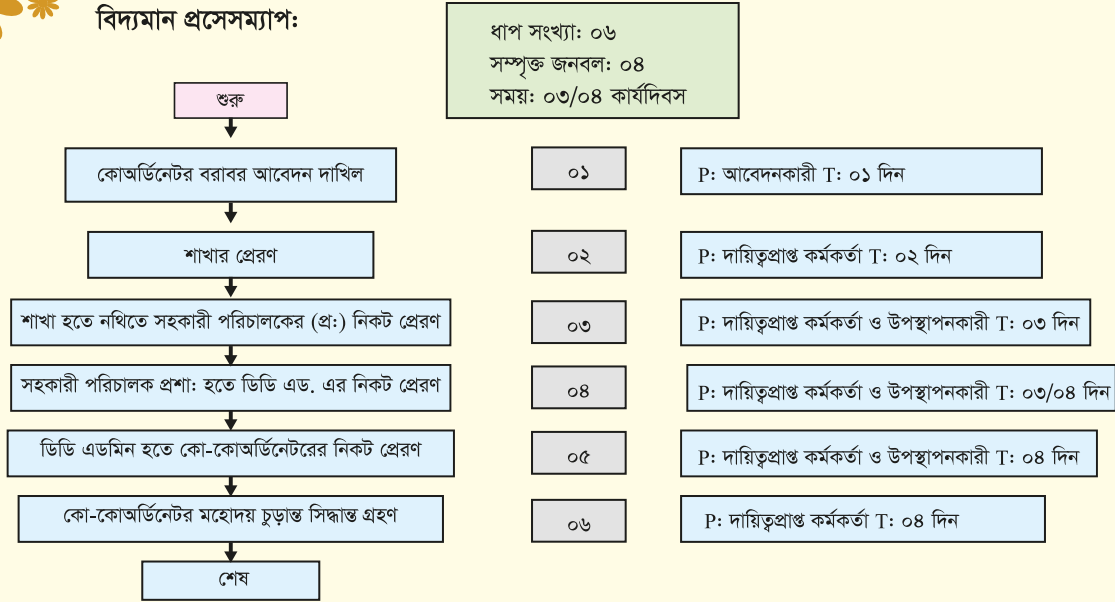 বিদ্যমান প্রসেসম্যাপ:
ধাপ সংখ্যা: ০৬
সম্পৃক্ত জনবল: ০৪
সময়: ০৩/০৪ কার্যদিবস
শুরু
কোঅর্ডিনেটর বরাবর আবেদন দাখিল
০১
P: আবেদনকারী T: ০১ দিন
শাখার প্রেরণ
০২
P: দায়িত্বপ্রাপ্ত কর্মকর্তা T: ০২ দিন
শাখা হতে নথিতে সহকারী পরিচালকের (প্র:) নিকট প্রেরণ
০৩
P: দায়িত্বপ্রাপ্ত কর্মকর্তা ও উপস্থাপনকারী T: ০৩ দিন
সহকারী পরিচালক প্রশা: হতে ডিডি এড. এর নিকট প্রেরণ
০৪
P: দায়িত্বপ্রাপ্ত কর্মকর্তা ও উপস্থাপনকারী T: ০৩/০৪ দিন
ডিডি এডমিন হতে কো-কোঅর্ডিনেটরের নিকট প্রেরণ
০৫
P: দায়িত্বপ্রাপ্ত কর্মকর্তা ও উপস্থাপনকারী T: ০৪ দিন
কো-কোঅর্ডিনেটর মহোদয় চুড়ান্ত সিদ্ধান্ত গ্রহণ
০৬
P: দায়িত্বপ্রাপ্ত কর্মকর্তা T: ০৪ দিন
শেষ